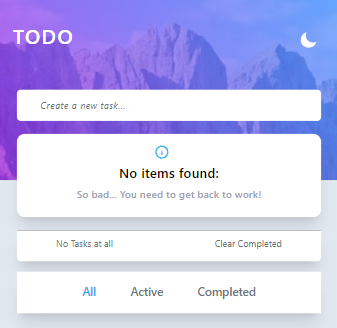 TODO
Create a new task...
No items found:
So bad... You need to get back to work!
No Tasks at all
Clear Completed
All
Active
Completed